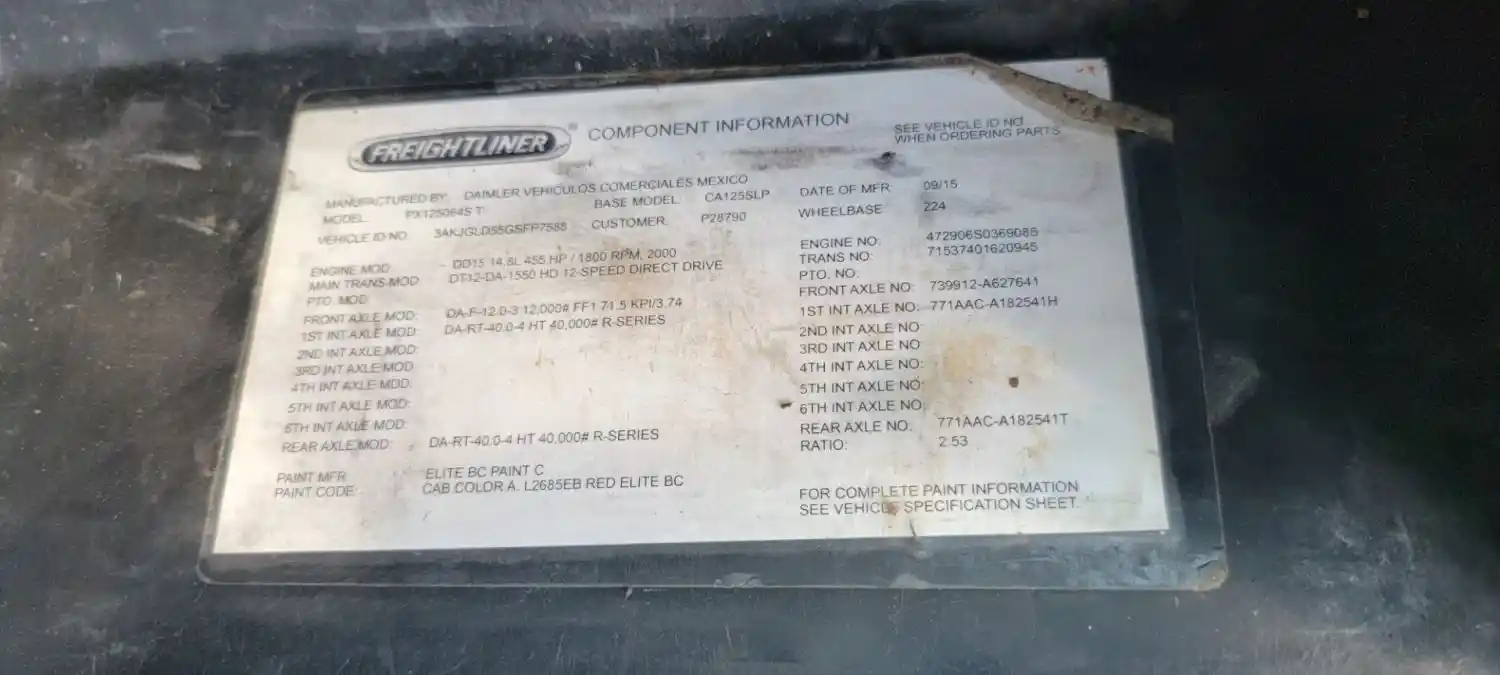 FREIGHTLINER® COMPONENT INFORMATION
SEE VEHICLE ID NO
WHEN ORDERING PARTS
MANUFACTURED BY: DAIMLER VEHICULOS COMERCIALES MEXICO
MODEL: PX125064S T BASE MODEL: CA125SLP
VEHICLE ID NO. 3AKJGLD55GSFP7588 CUSTOMER: P28790
DATE OF MFR 09/15
WHEELBASE: 224
ENGINE MOD: DD15 14.8L 455 HP / 1800 RPM, 2000
MAIN TRANS-MOD DT12-DA-1550 HD 12-SPEED DIRECT DRIVE
PTO. MOD
FRONT AXLE MOD: DA-F-12.0-3 12,000# FF1 71.5 KPI/3.74
1ST INT AXLE MOD: DA-RT-40.0-4 HT 40,000# R-SERIES
2ND INT AXLE MOD:
3RD INT AXLE MOD
4TH INT AXLE MOD:
5TH INT AXLE MOD:
6TH INT AXLE MOD:
REAR AXLE MOD: DA-RT-40.0-4 HT 40,000# R-SERIES
ENGINE NO: 472906S0369085
TRANS NO: 71537401620945
PTO. NO:
FRONT AXLE NO: 739912-A627641
1ST INT AXLE NO: 771AAC-A182541H
2ND INT AXLE NO:
3RD INT AXLE NO:
4TH INT AXLE NO:
5TH INT AXLE NO:
6TH INT AXLE NO:
REAR AXLE NO: 771AAC-A182541T
RATIO: 2.53
PAINT MFR ELITE BC PAINT C
PAINT CODE: CAB COLOR A. L2685EB RED ELITE BC
FOR COMPLETE PAINT INFORMATION
SEE VEHICLE SPECIFICATION SHEET.